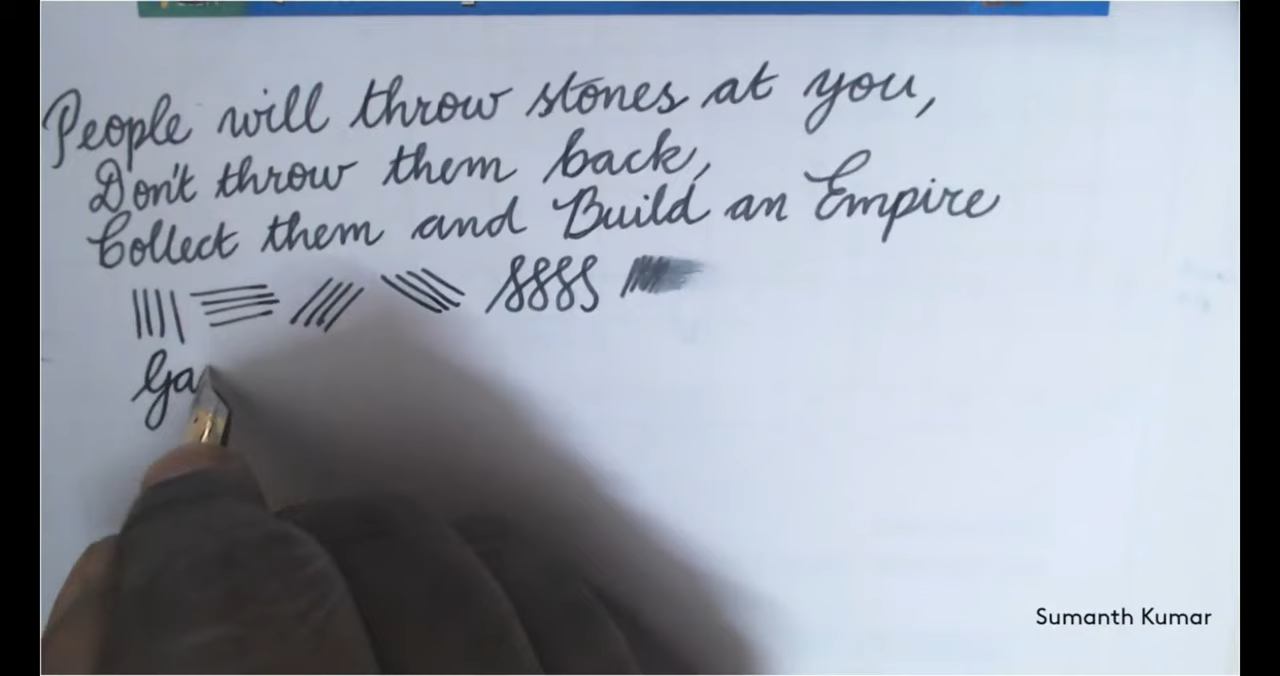 People will throw stones at you,
Don't throw them back,
Collect them and Build an Empire
Ga
Sumanth Kumar